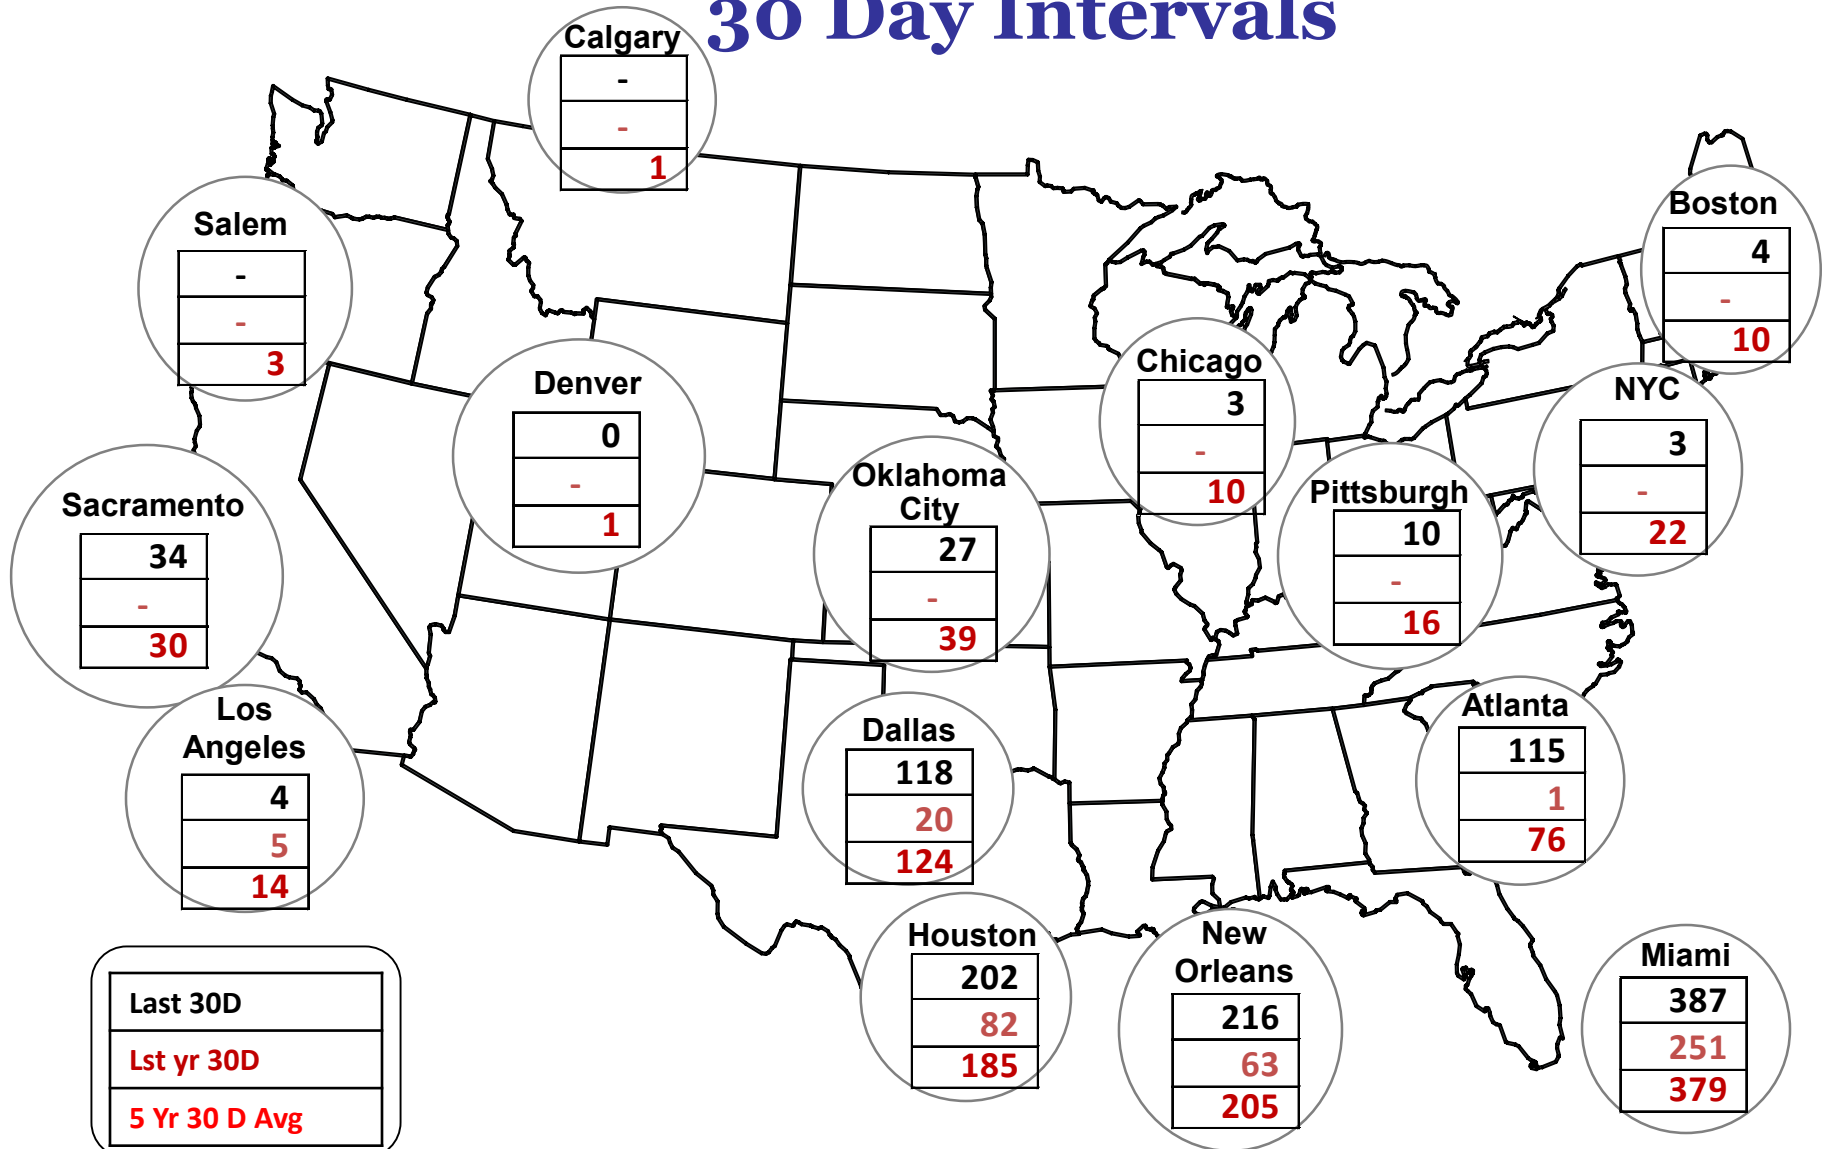 30 Day Intervals
Calgary
-
-
1
Salem
-
-
3
Boston
4
-
10
Denver
0
-
1
Chicago
3
-
10
NYC
3
-
22
Sacramento
34
-
30
Oklahoma
City
27
-
39
Pittsburgh
10
-
16
Los
Angeles
4
5
14
Dallas
118
20
124
Atlanta
115
1
76
Houston
202
82
185
New
Orleans
216
63
205
Miami
387
251
379
Last 30D
Lst yr 30D
5 Yr 30 D Avg